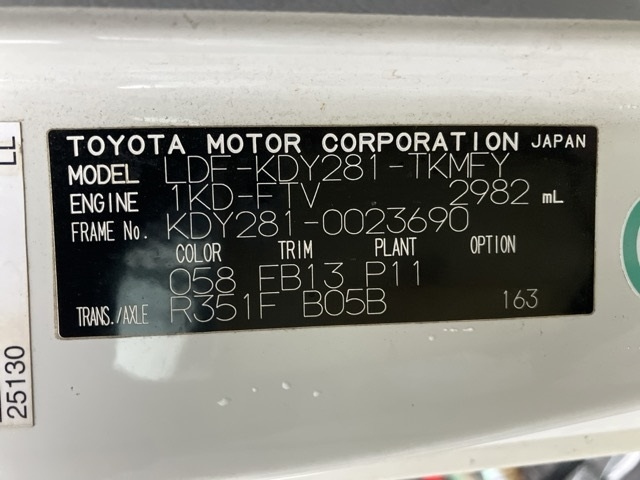 TOYOTA MOTOR CORPORATION JAPAN
MODEL LDF-KDY281-TKMFY
ENGINE 1KD-FTV 2982 mL
FRAME No. KDY281-0023690
COLOR TRIM PLANT OPTION
058 EB13 P11
TRANS./AXLE R351F B05B 163
LL
25130